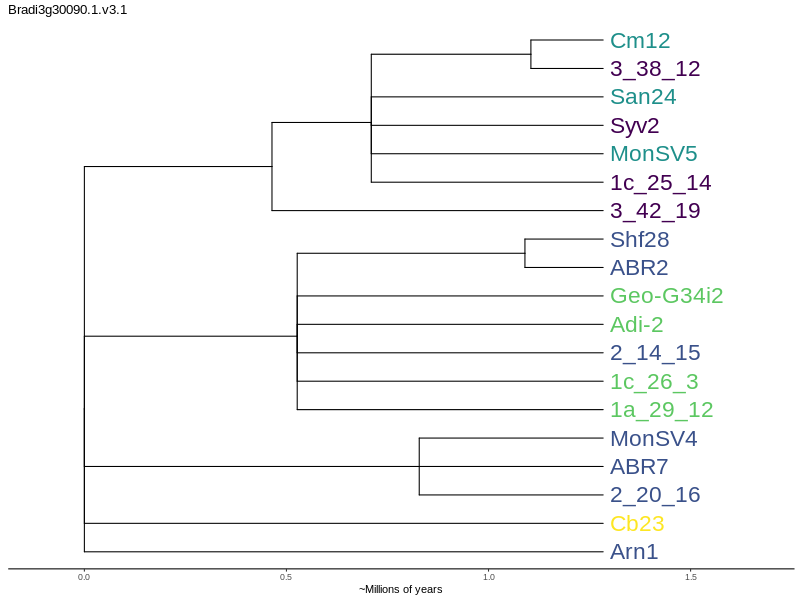 Bradi3g30090.1.v3.1
Cm12
3_38_12
San24
Syv2
MonSV5
1c_25_14
3_42_19
Shf28
ABR2
Geo-G34i2
Adi-2
2_14_15
1c_26_3
1a_29_12
MonSV4
ABR7
2_20_16
Cb23
Arn1
0.0 0.5 1.0 1.5
~Millions of years